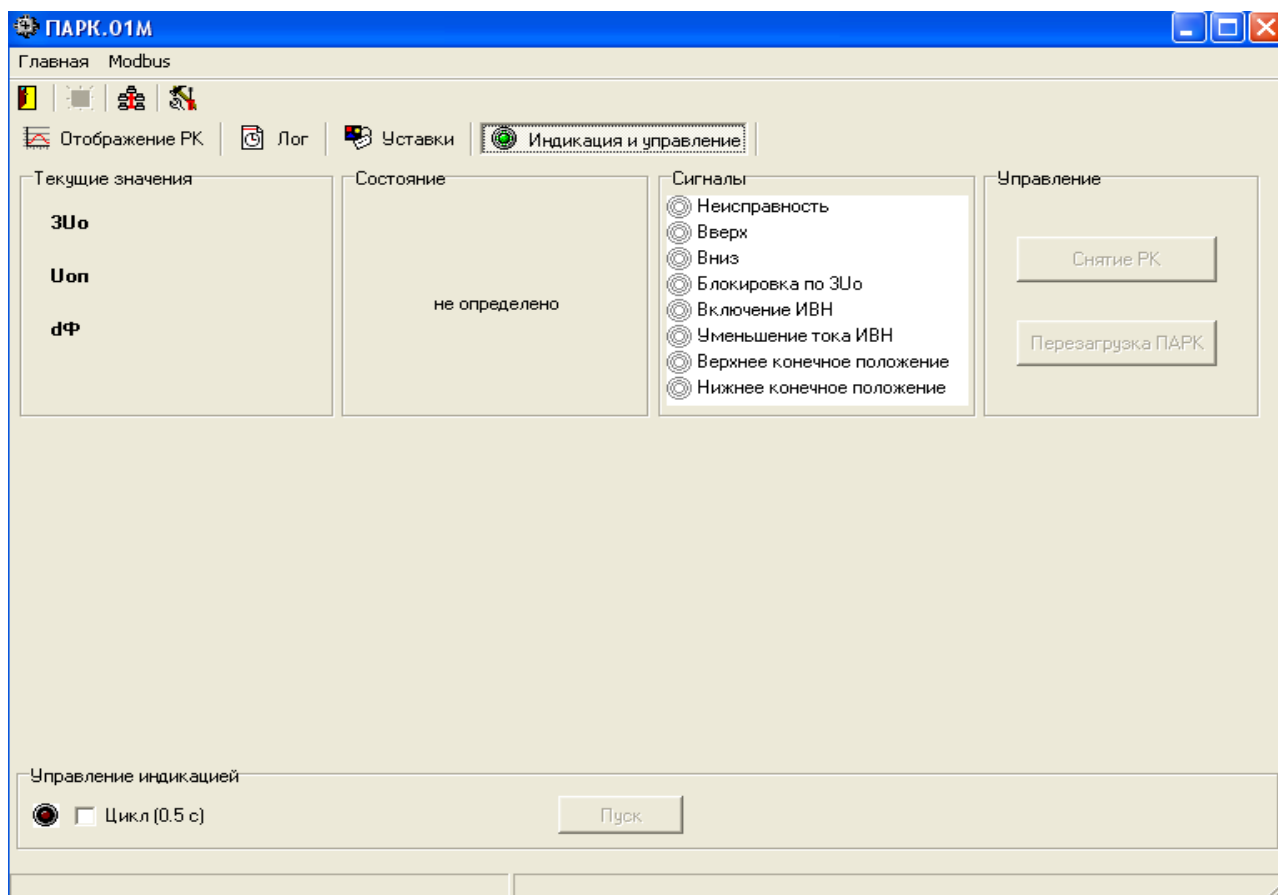 ПАРК.01М
Главная Modbus
Отображение РК Лог Уставки Индикация и управление
Текущие значения
3Uo
Uоп
dФ
Состояние
не определено
Сигналы
Неисправность
Вверх
Вниз
Блокировка по 3Uo
Включение ИВН
Уменьшение тока ИВН
Верхнее конечное положение
Нижнее конечное положение
Управление
Снятие РК
Перезагрузка ПАРК
Управление индикацией
Цикл (0.5 с)
Пуск